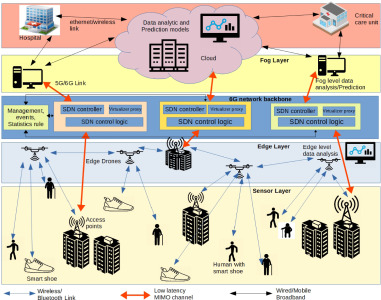 Hospital
ethernet/wireless
link
Data analytic and
Prediction models
Critical
care unit
Cloud
Fog Layer
5G/6G Link
Fog level data
analysis/Prediction
6G network backbone
Management,
events,
Statistics rule
SDN controller
Virtualize proxy
SDN control logic
SDN controller
Virtualize proxy
SDN control logic
SDN controller
Virtualize proxy
SDN control logic
Edge Drones
Edge Layer
Edge level
data analysis
Sensor Layer
Access
points
Smart shoe
Human with
smart shoe
Wireless/
Bluetooth Link
Low latency
MIMO channel
Wired/Mobile
Broadband